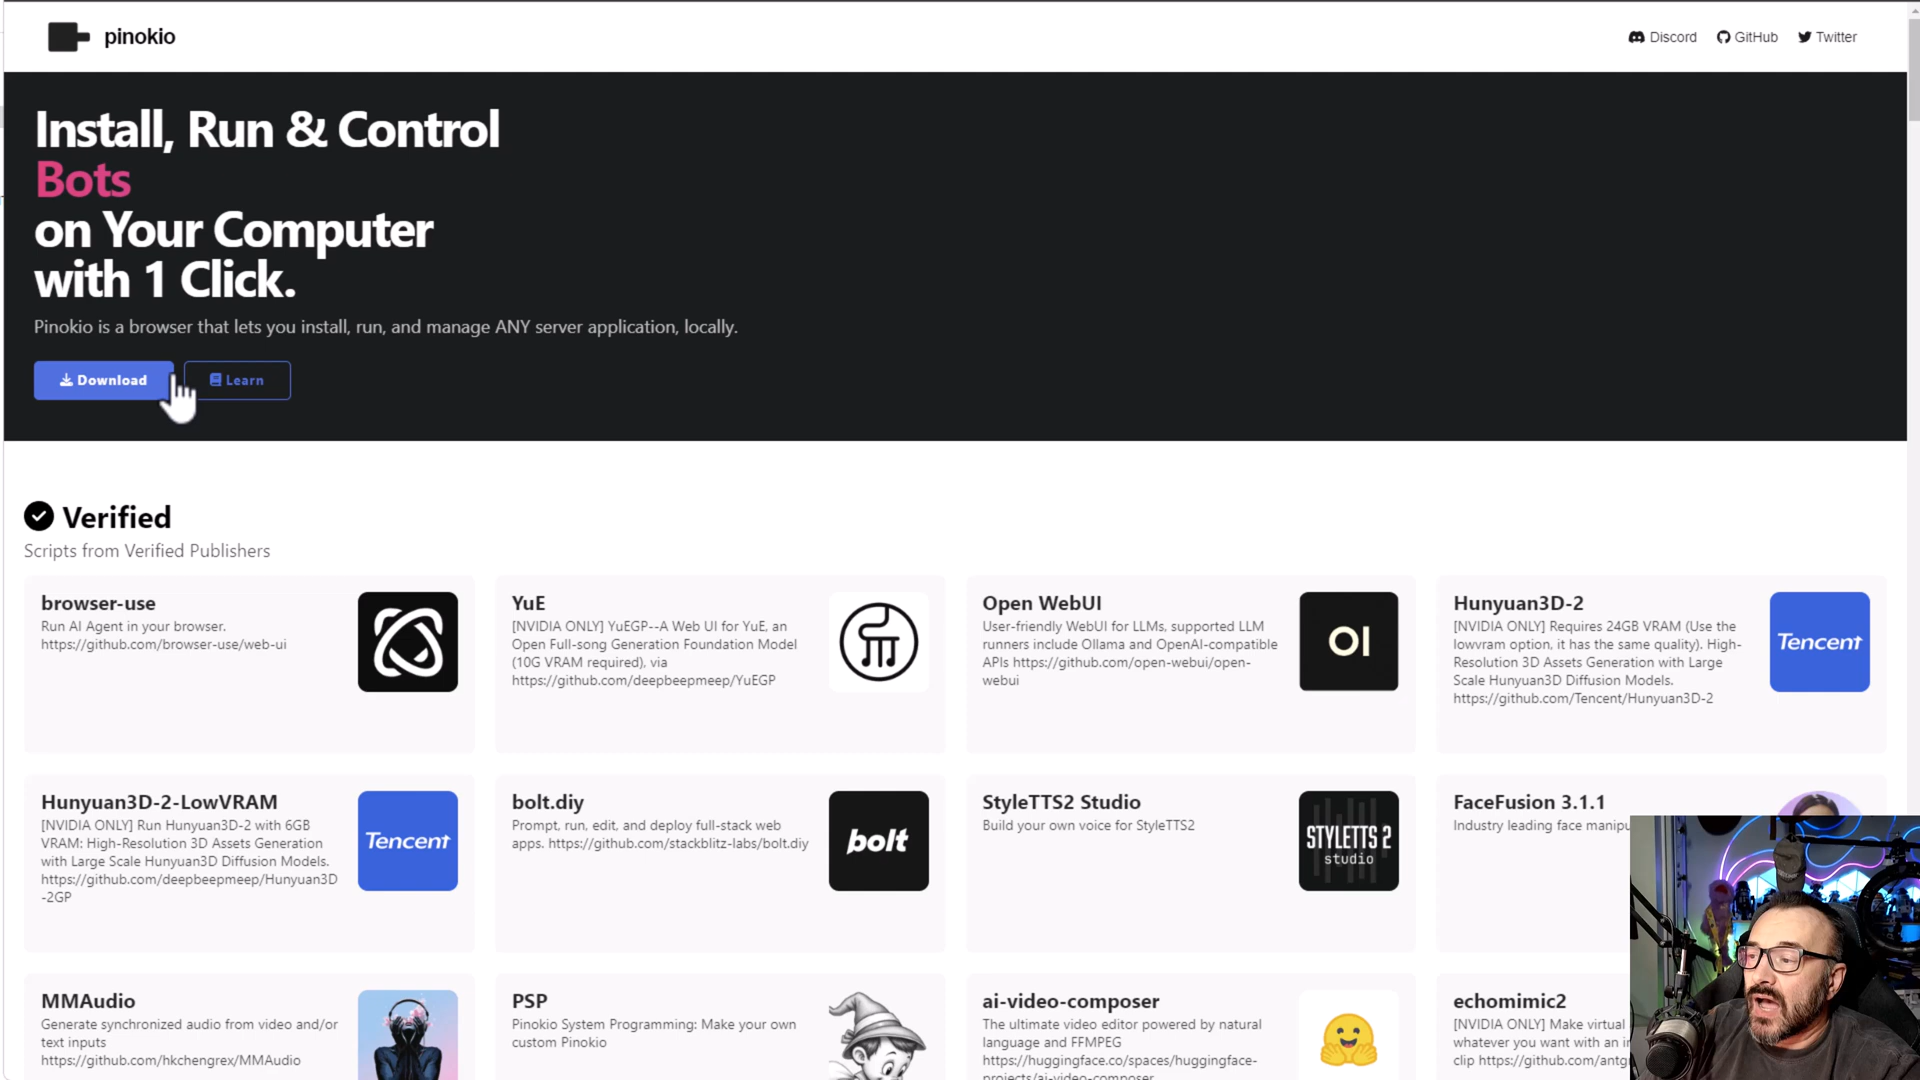 pinokio
Discord
GitHub
Twitter
Install, Run & Control
Bots
on Your Computer
with 1 Click.
Pinokio is a browser that lets you install, run, and manage ANY server application, locally.
Download
Learn
Verified
Scripts from Verified Publishers
browser-use
Run AI Agent in your browser.
https://github.com/browser-use/web-ui
YuE
[NVIDIA ONLY] YuEGP--A Web UI for YuE, an
Open Full-song Generation Foundation Model
(10G VRAM required), via
https://github.com/deepbeepmeep/YuEGP
Open WebUI
User-friendly WebUI for LLMs, supported LLM
runners include Ollama and OpenAI-compatible
APIs https://github.com/open-webui/open-
webui
OI
Hunyuan3D-2
[NVIDIA ONLY] Requires 24GB VRAM (Use the
lowvram option, it has the same quality). High-
Resolution 3D Assets Generation with Large
Scale Hunyuan3D Diffusion Models.
https://github.com/Tencent/Hunyuan3D-2
Tencent
Hunyuan3D-2-LowVRAM
[NVIDIA ONLY] Run Hunyuan3D-2 with 6GB
VRAM: High-Resolution 3D Assets Generation
with Large Scale Hunyuan3D Diffusion Models.
https://github.com/deepbeepmeep/Hunyuan3D
-2GP
Tencent
bolt.diy
Prompt, run, edit, and deploy full-stack web
apps. https://github.com/stackblitz-labs/bolt.diy
bolt
StyleTTS2 Studio
Build your own voice for StyleTTS2
STYLETTS 2
studio
FaceFusion 3.1.1
Industry leading face manipu
MMAudio
Generate synchronized audio from video and/or
text inputs
https://github.com/hkchengrex/MMAudio
PSP
Pinokio System Programming: Make your own
custom Pinokio
ai-video-composer
The ultimate video editor powered by natural
language and FFMPEG
https://huggingface.co/spaces/huggingface-
projects/ai-video-composer
echomimic2
[NVIDIA ONLY] Make virtual
whatever you want with an i
clip https://github.com/antg